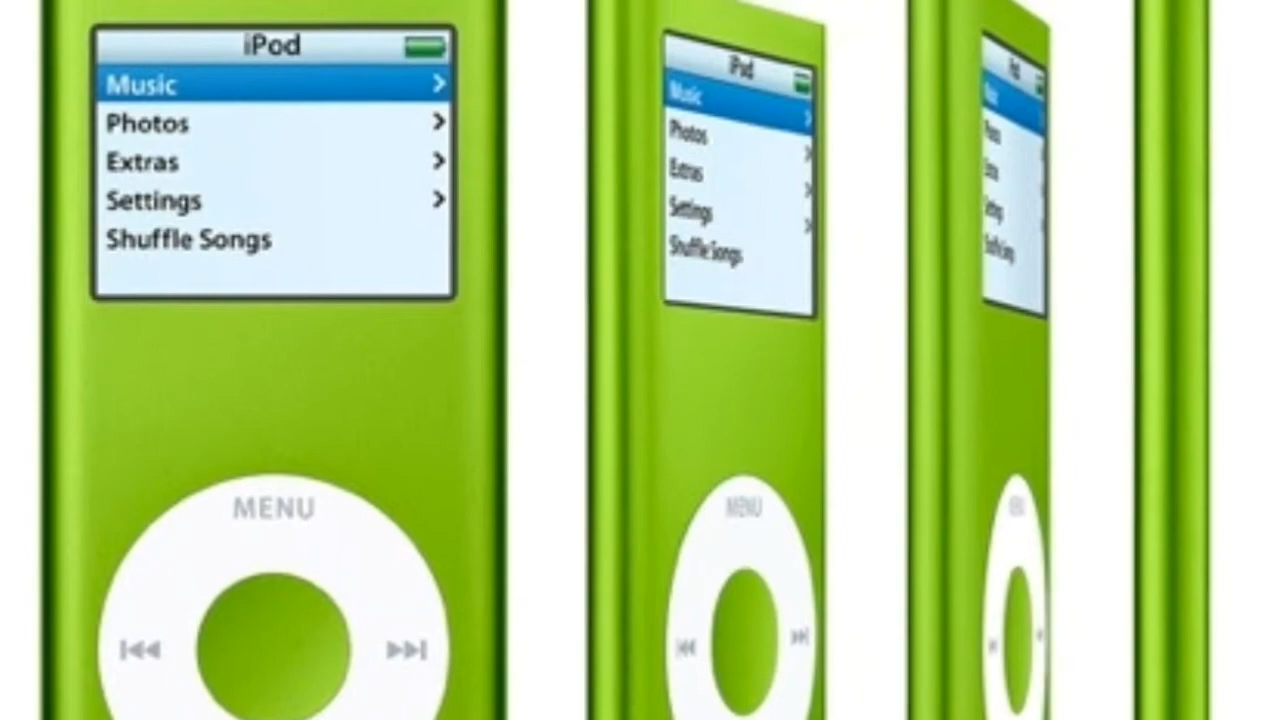 iPod
Music
Photos
Extras
Settings
Shuffle Songs
MENU
iPod
Music
Photos
Extras
Settings
Shuffle Songs
MENU